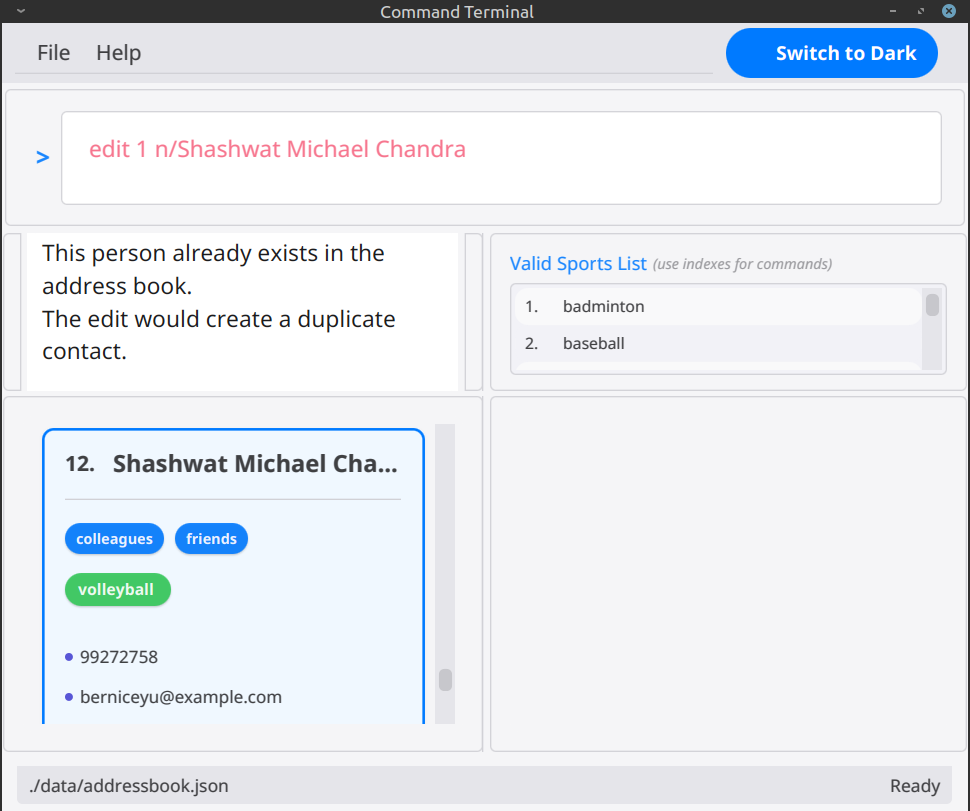 Command Terminal
File Help Switch to Dark
> edit 1 n/Shashwat Michael Chandra
This person already exists in the
address book.
The edit would create a duplicate
contact.
Valid Sports List (use indexes for commands)
1. badminton
2. baseball
12. Shashwat Michael Cha...
colleagues friends
volleyball
99272758
berniceyu@example.com
./data/addressbook.json Ready